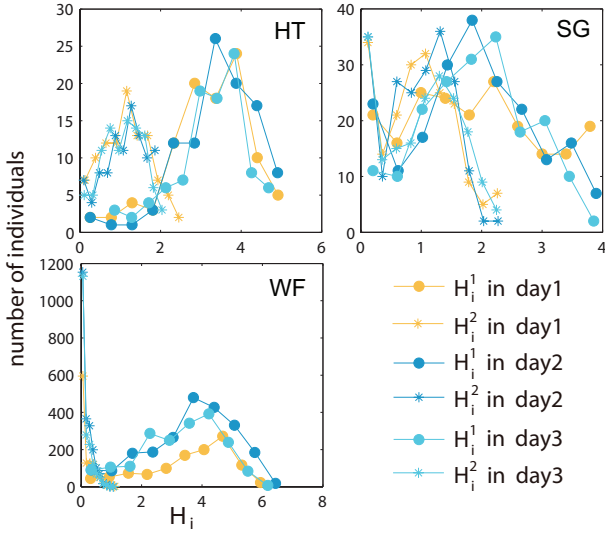 HT
30
25
20
15
10
5
0
0 2 4 6
SG
40
30
20
10
0
0 1 2 3 4
number of individuals
WF
1200
1000
800
600
400
200
0
0 2 4 6 8
H_i
H_i^1 in day1
H_i^2 in day1
H_i^1 in day2
H_i^2 in day2
H_i^1 in day3
H_i^2 in day3